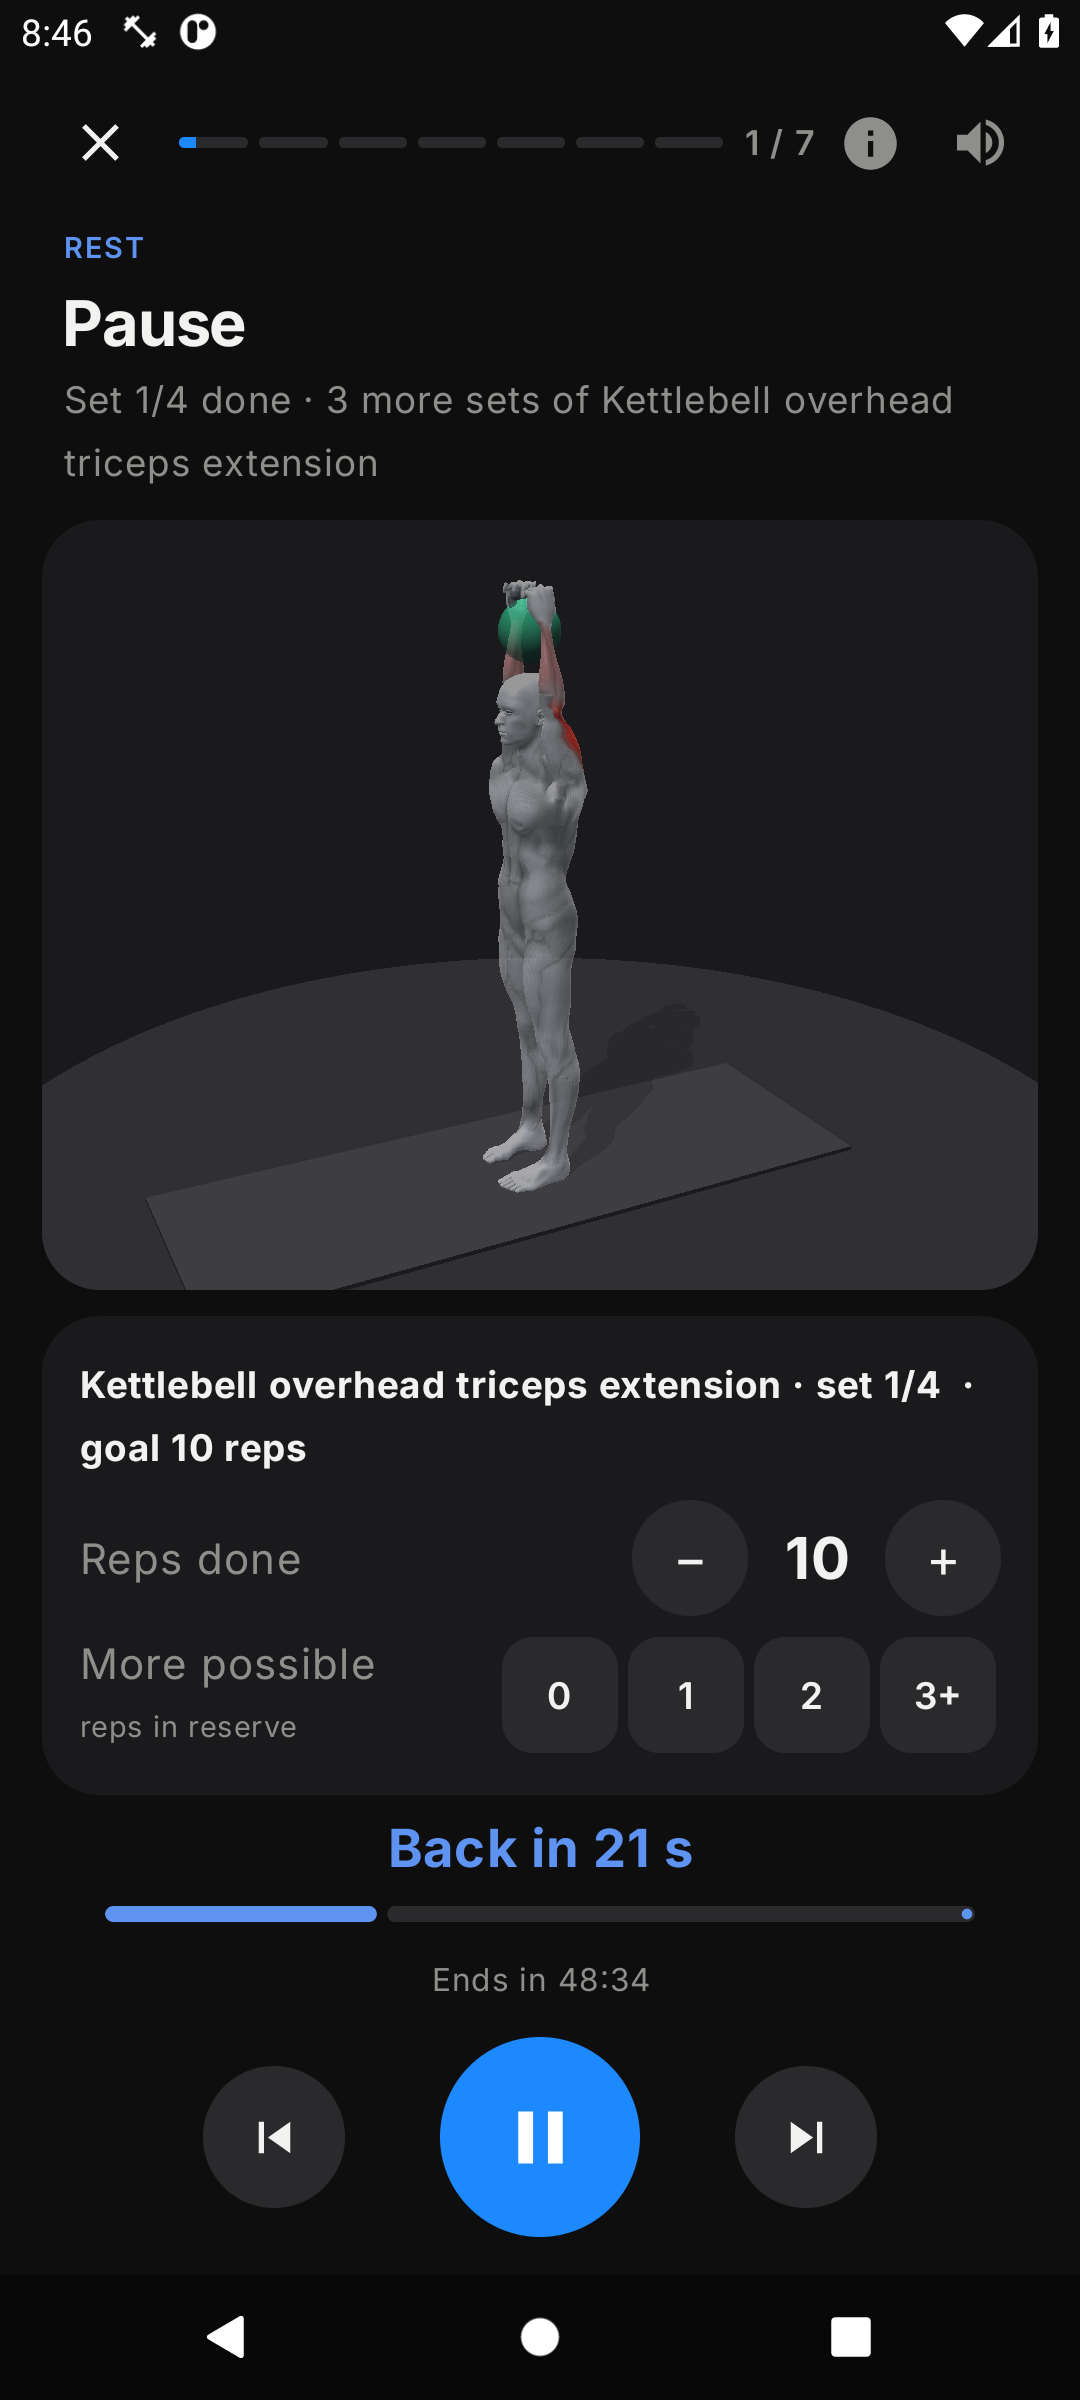 8:46
1 / 7
REST
Pause
Set 1/4 done · 3 more sets of Kettlebell overhead
triceps extension
Kettlebell overhead triceps extension · set 1/4 ·
goal 10 reps
Reps done
− 10 +
More possible
reps in reserve
0 1 2 3+
Back in 21 s
Ends in 48:34